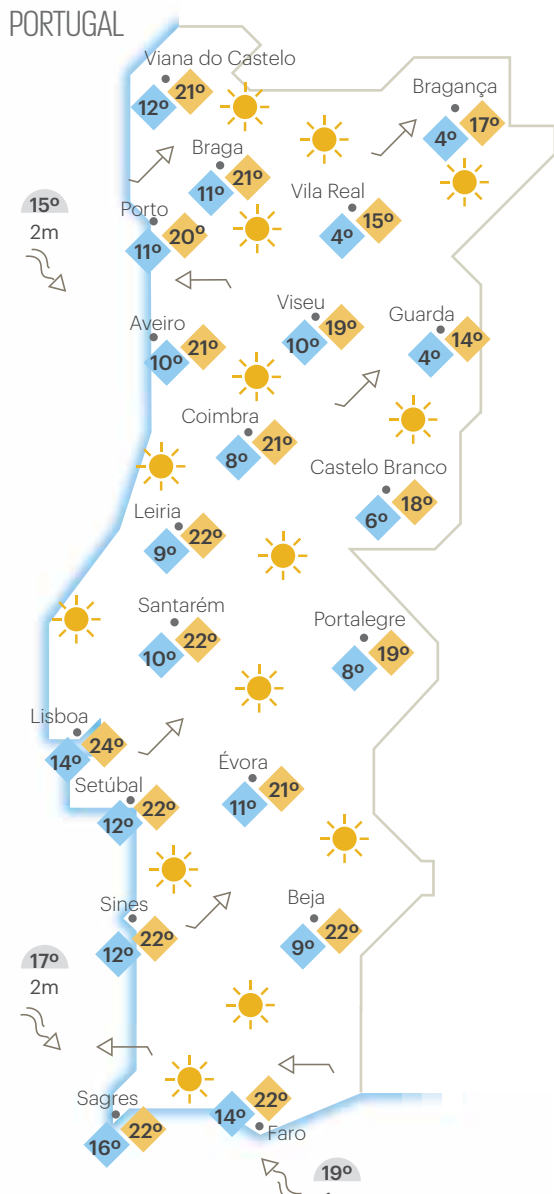 PORTUGAL
Viana do Castelo
12º 21º
Bragança
4º 17º
Braga
11º 21º
Vila Real
4º 15º
15º
2m
Porto
11º 20º
Aveiro
10º 21º
Viseu
10º 19º
Guarda
4º 14º
Coimbra
8º 21º
Castelo Branco
6º 18º
Leiria
9º 22º
Santarém
10º 22º
Portalegre
8º 19º
Lisboa
14º 24º
Setúbal
12º 22º
Évora
11º 21º
Sines
12º 22º
Beja
9º 22º
17º
2m
Sagres
16º 22º
14º 22º
Faro
19º